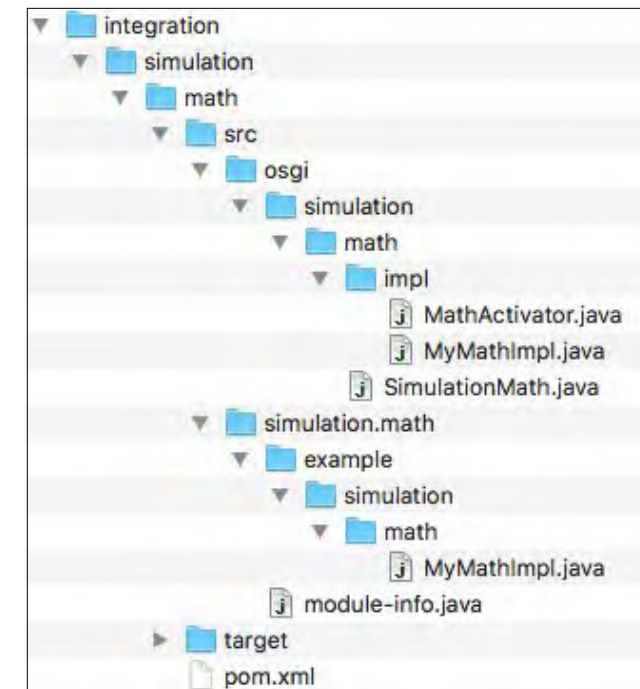 integration
simulation
math
src
osgi
simulation
math
impl
MathActivator.java
MyMathImpl.java
SimulationMath.java
simulation.math
example
simulation
math
MyMathImpl.java
module-info.java
target
pom.xml